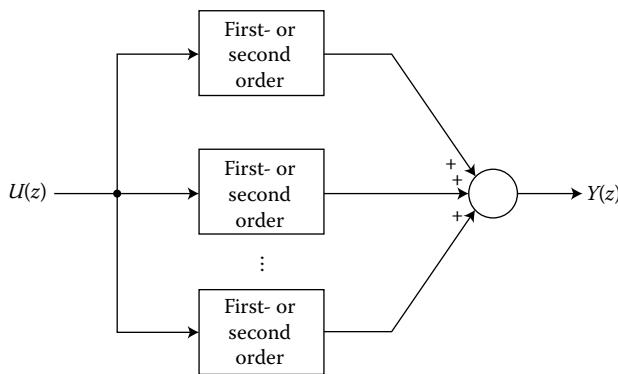 First- or
second
order
+
U(z)
First- or
second
order
+
+
Y(z)
⋮
First- or
second
order